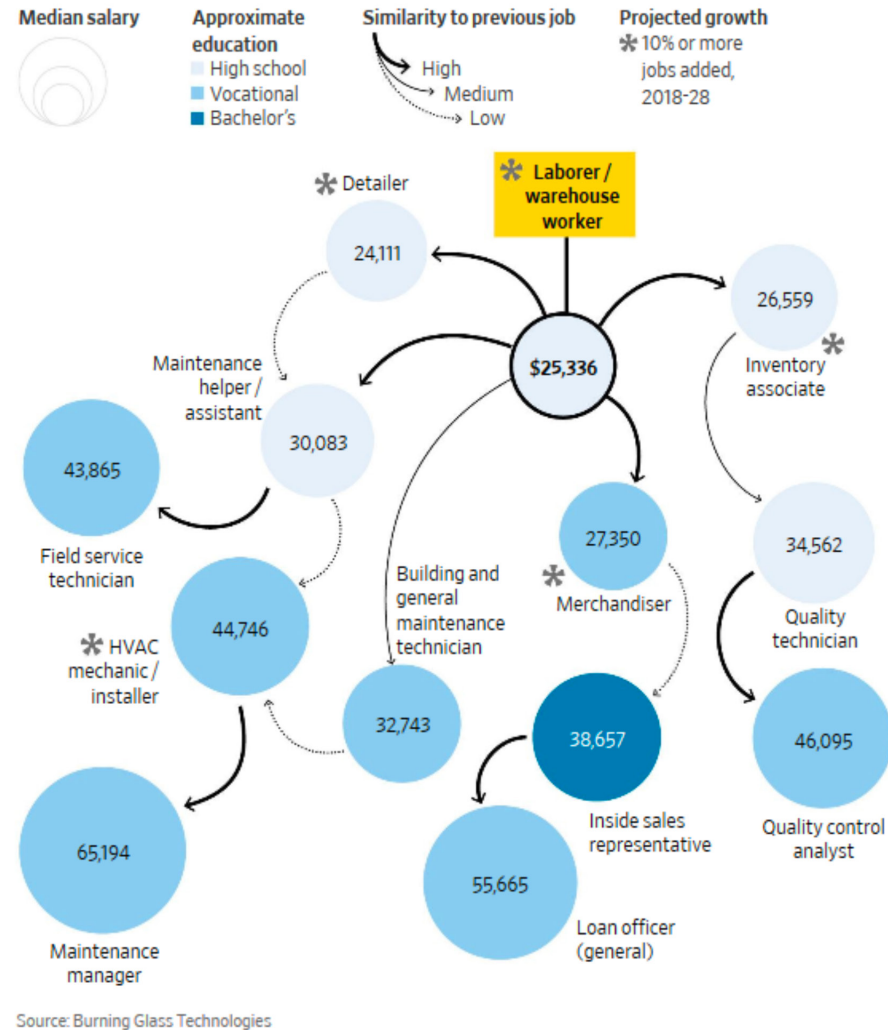 Median salary
Approximate
education
High school
Vocational
Bachelor's
Similarity to previous job
High
Medium
Low
Projected growth
* 10% or more
jobs added,
2018-28
* Detailer
24,111
* Laborer /
warehouse
worker
$25,336
26,559
*
Inventory
associate
Maintenance
helper /
assistant
30,083
43,865
Field service
technician
27,350
*
Merchandiser
34,562
Quality
technician
Building and
general
maintenance
technician
44,746
* HVAC
mechanic /
installer
32,743
38,657
Inside sales
representative
46,095
Quality control
analyst
65,194
Maintenance
manager
55,665
Loan officer
(general)
Source: Burning Glass Technologies